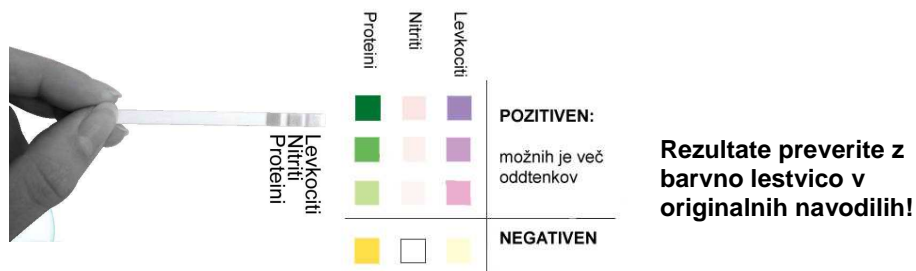 Proteini
Nitriti
Levkociti
Levkociti
Nitriti
Proteini
POZITIVEN:
možnih je več
oddtenkov
NEGATIVEN
Rezultate preverite z
barvno lestvico v
originalnih navodilih!